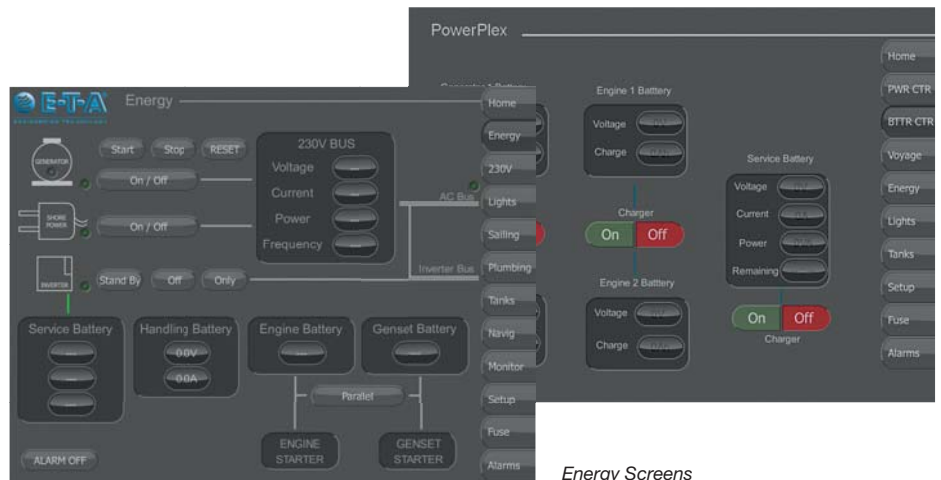 PowerPlex
Home
PWR CTR
BTTR CTR
Voyage
Energy
Lights
Tanks
Setup
Fuse
Alarms
Engine 1 Battery
Voltage
Charge
Charger
On Off
Engine 2 Batttery
Voltage
Charge
Service Battery
Voltage
Current
Power
Remaining
On Off
Charger
E-T-A
Energy
Home
Energy
230V
Lights
Sailing
Plumbing
Tanks
Navig
Monitor
Setup
Fuse
Alarms
GENERATOR
Start Stop RESET
On / Off
SHORE
POWER
On / Off
INVERTER
Stand By Off Only
230V BUS
Voltage ...
Current ...
Power ...
Frequency ...
AC Bus
Inverter Bus
Service Battery
...
...
...
Handling Battery
0.0V
0.0A
Engine Battery
...
Genset Battery
...
Parallel
ENGINE
STARTER
GENSET
STARTER
ALARM OFF
Energy Screens